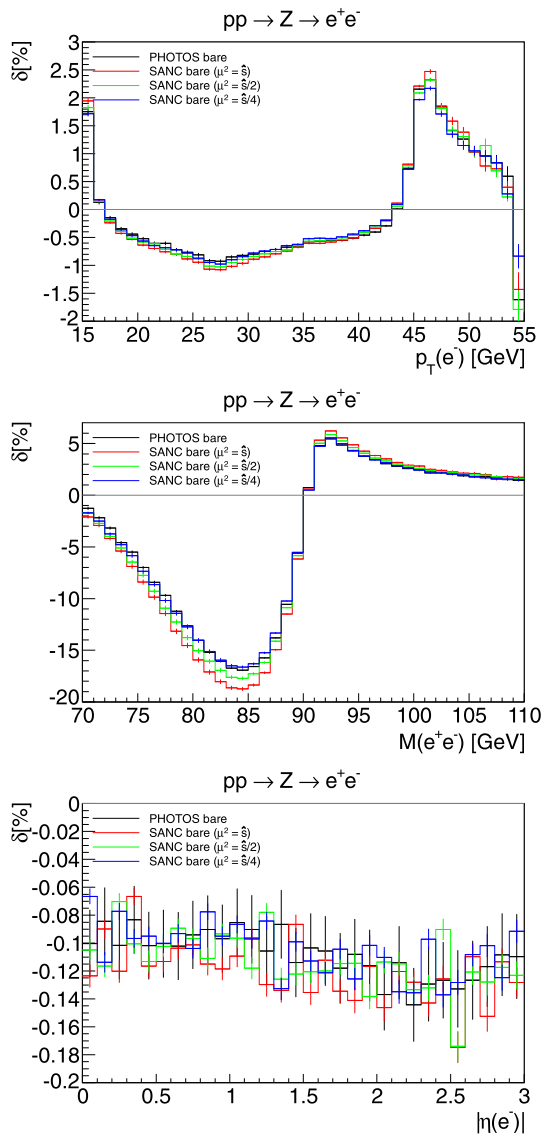 pp → Z → e⁺e⁻
δ[%]
PHOTOS bare
SANC bare (μ² = ŝ)
SANC bare (μ² = ŝ/2)
SANC bare (μ² = ŝ/4)
3
2.5
2
1.5
1
0.5
0
-0.5
-1
-1.5
-2
15 20 25 30 35 40 45 50 55
p_T(e⁻) [GeV]
pp → Z → e⁺e⁻
δ[%]
PHOTOS bare
SANC bare (μ² = ŝ)
SANC bare (μ² = ŝ/2)
SANC bare (μ² = ŝ/4)
5
0
-5
-10
-15
-20
70 75 80 85 90 95 100 105 110
M(e⁺e⁻) [GeV]
pp → Z → e⁺e⁻
δ[%]
PHOTOS bare
SANC bare (μ² = ŝ)
SANC bare (μ² = ŝ/2)
SANC bare (μ² = ŝ/4)
0
-0.02
-0.04
-0.06
-0.08
-0.1
-0.12
-0.14
-0.16
-0.18
-0.2
0 0.5 1 1.5 2 2.5 3
|η(e⁻)|